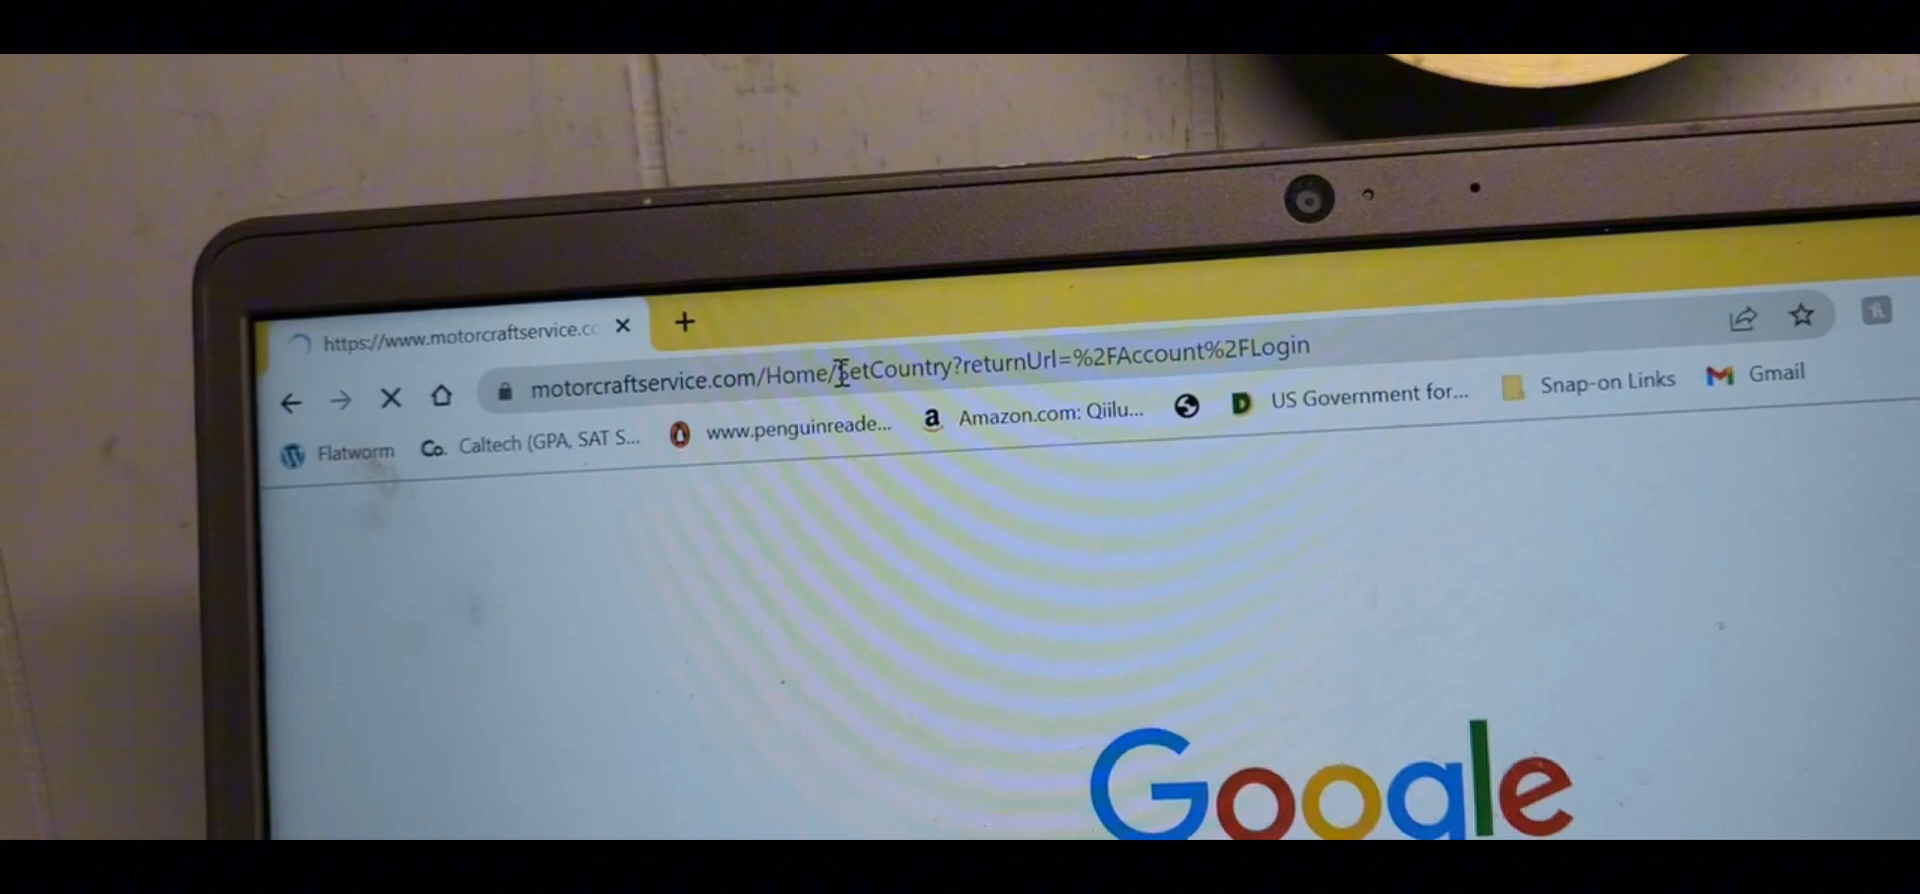 https://www.motorcraftservice.cc
motorcraftservice.com/Home/SetCountry?returnUrl=%2FAccount%2FLogin
Flatworm Co. Caltech (GPA, SAT S... www.penguinreade... a Amazon.com: Qiilu... D US Government for... Snap-on Links Gmail
Google